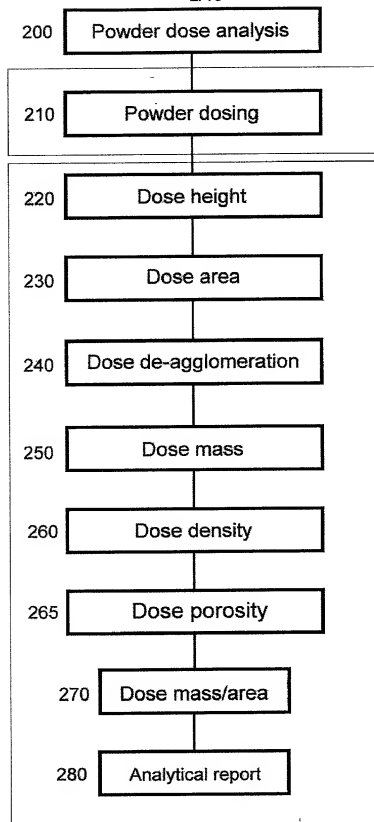 200 Powder dose analysis
210 Powder dosing
220 Dose height
230 Dose area
240 Dose de-agglomeration
250 Dose mass
260 Dose density
265 Dose porosity
270 Dose mass/area
280 Analytical report